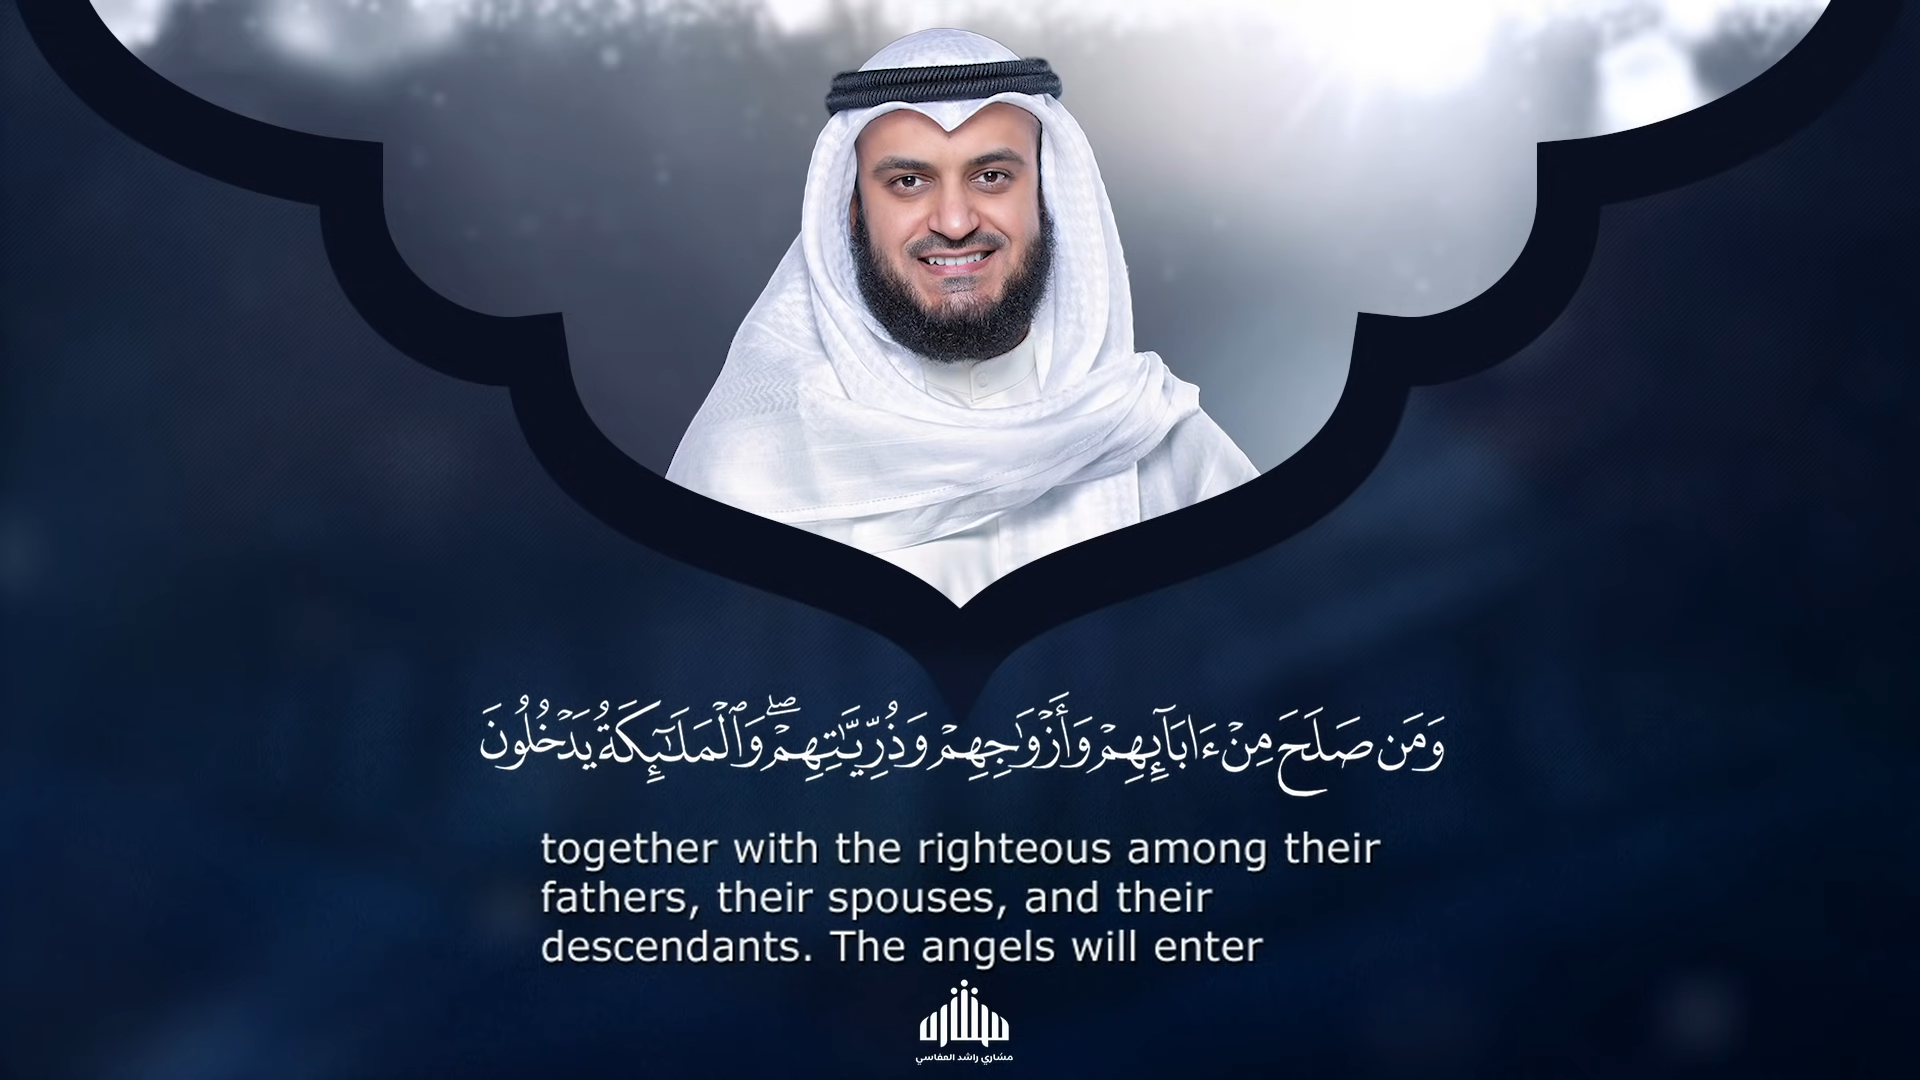 وَمَن صَلَحَ مِنْ ءَابَآئِهِمْ وَأَزْوَٰجِهِمْ وَذُرِّيَّٰتِهِمْ ۖ وَٱلْمَلَٰٓئِكَةُ يَدْخُلُونَ
together with the righteous among their
fathers, their spouses, and their
descendants. The angels will enter
مشاري راشد العفاسي